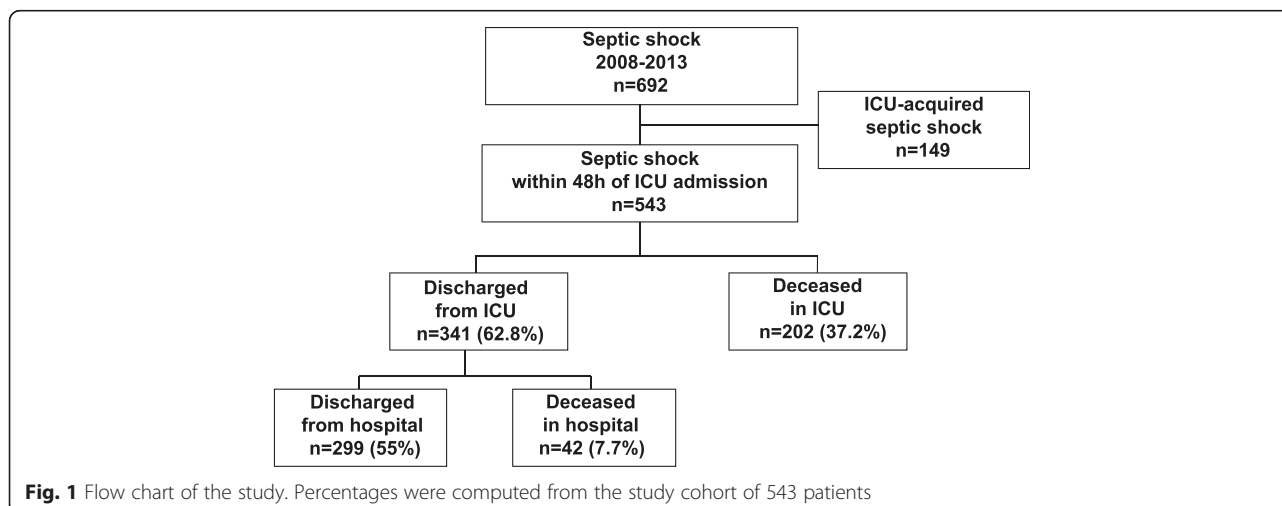 Septic shock
2008-2013
n=692
ICU-acquired
septic shock
n=149
Septic shock
within 48h of ICU admission
n=543
Discharged
from ICU
n=341 (62.8%)
Deceased
in ICU
n=202 (37.2%)
Discharged
from hospital
n=299 (55%)
Deceased
in hospital
n=42 (7.7%)
Fig. 1 Flow chart of the study. Percentages were computed from the study cohort of 543 patients